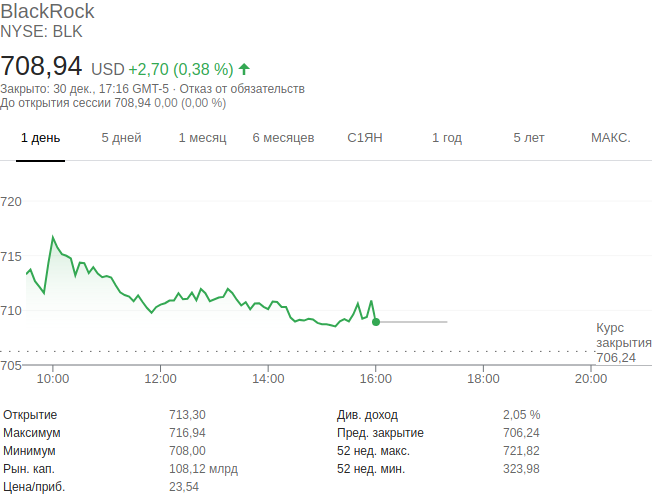 BlackRock
NYSE: BLK
708,94 USD +2,70 (0,38 %)
Закрыто: 30 дек., 17:16 GMT-5 · Отказ от обязательств
До открытия сессии 708,94 0,00 (0,00 %)
1 день 5 дней 1 месяц 6 месяцев С1ЯН 1 год 5 лет МАКС.
720
715
710
705
Курс
закрытия
706,24
10:00 12:00 14:00 16:00 18:00 20:00
Открытие 713,30 Див. доход 2,05 %
Максимум 716,94 Пред. закрытие 706,24
Минимум 708,00 52 нед. макс. 721,82
Рын. кап. 108,12 млрд 52 нед. мин. 323,98
Цена/приб. 23,54